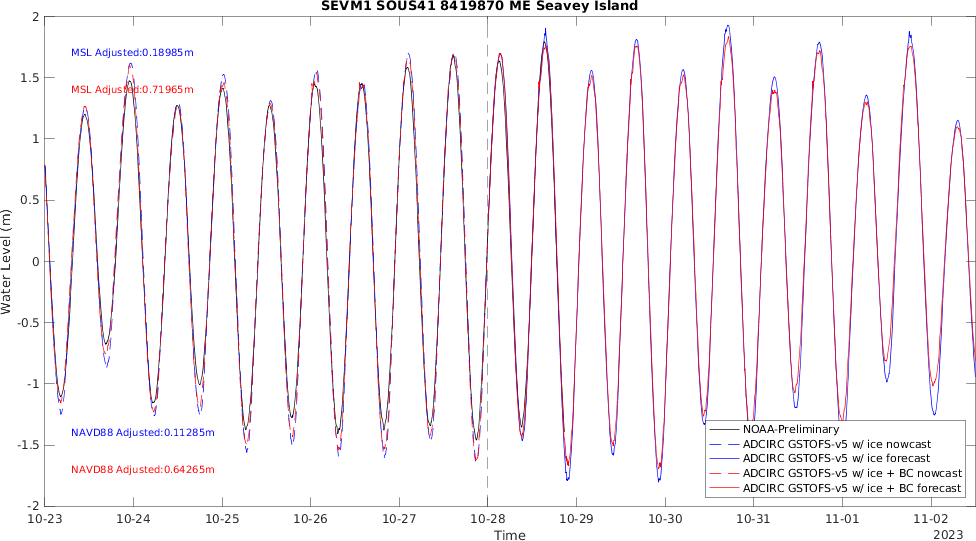 SEVM1 SOUS41 8419870 ME Seavey Island
2
1.5
1
0.5
0
-0.5
-1
-1.5
-2
Water Level (m)
MSL Adjusted:0.18985m
MSL Adjusted:0.71965m
NAVD88 Adjusted:0.11285m
NAVD88 Adjusted:0.64265m
NOAA-Preliminary
ADCIRC GSTOFS-v5 w/ ice nowcast
ADCIRC GSTOFS-v5 w/ ice forecast
ADCIRC GSTOFS-v5 w/ ice + BC nowcast
ADCIRC GSTOFS-v5 w/ ice + BC forecast
10-23 10-24 10-25 10-26 10-27 10-28 10-29 10-30 10-31 11-01 11-02
Time
2023